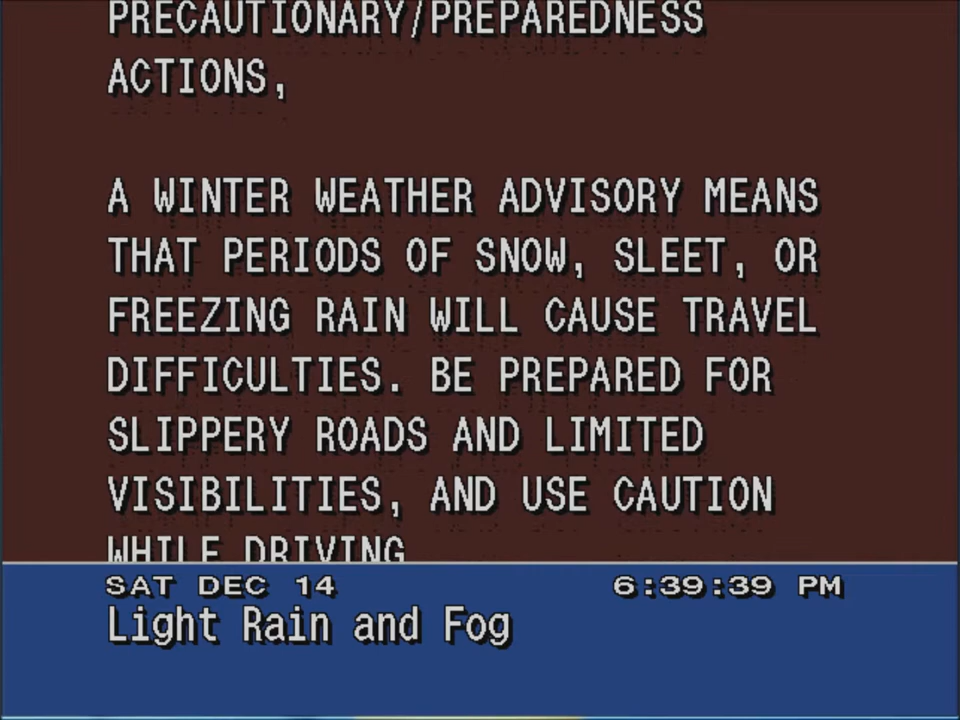 PRECAUTIONARY/PREPAREDNESS
ACTIONS,
A WINTER WEATHER ADVISORY MEANS
THAT PERIODS OF SNOW, SLEET, OR
FREEZING RAIN WILL CAUSE TRAVEL
DIFFICULTIES. BE PREPARED FOR
SLIPPERY ROADS AND LIMITED
VISIBILITIES, AND USE CAUTION
WHILE DRIVING
SAT DEC 14 6:39:39 PM
Light Rain and Fog